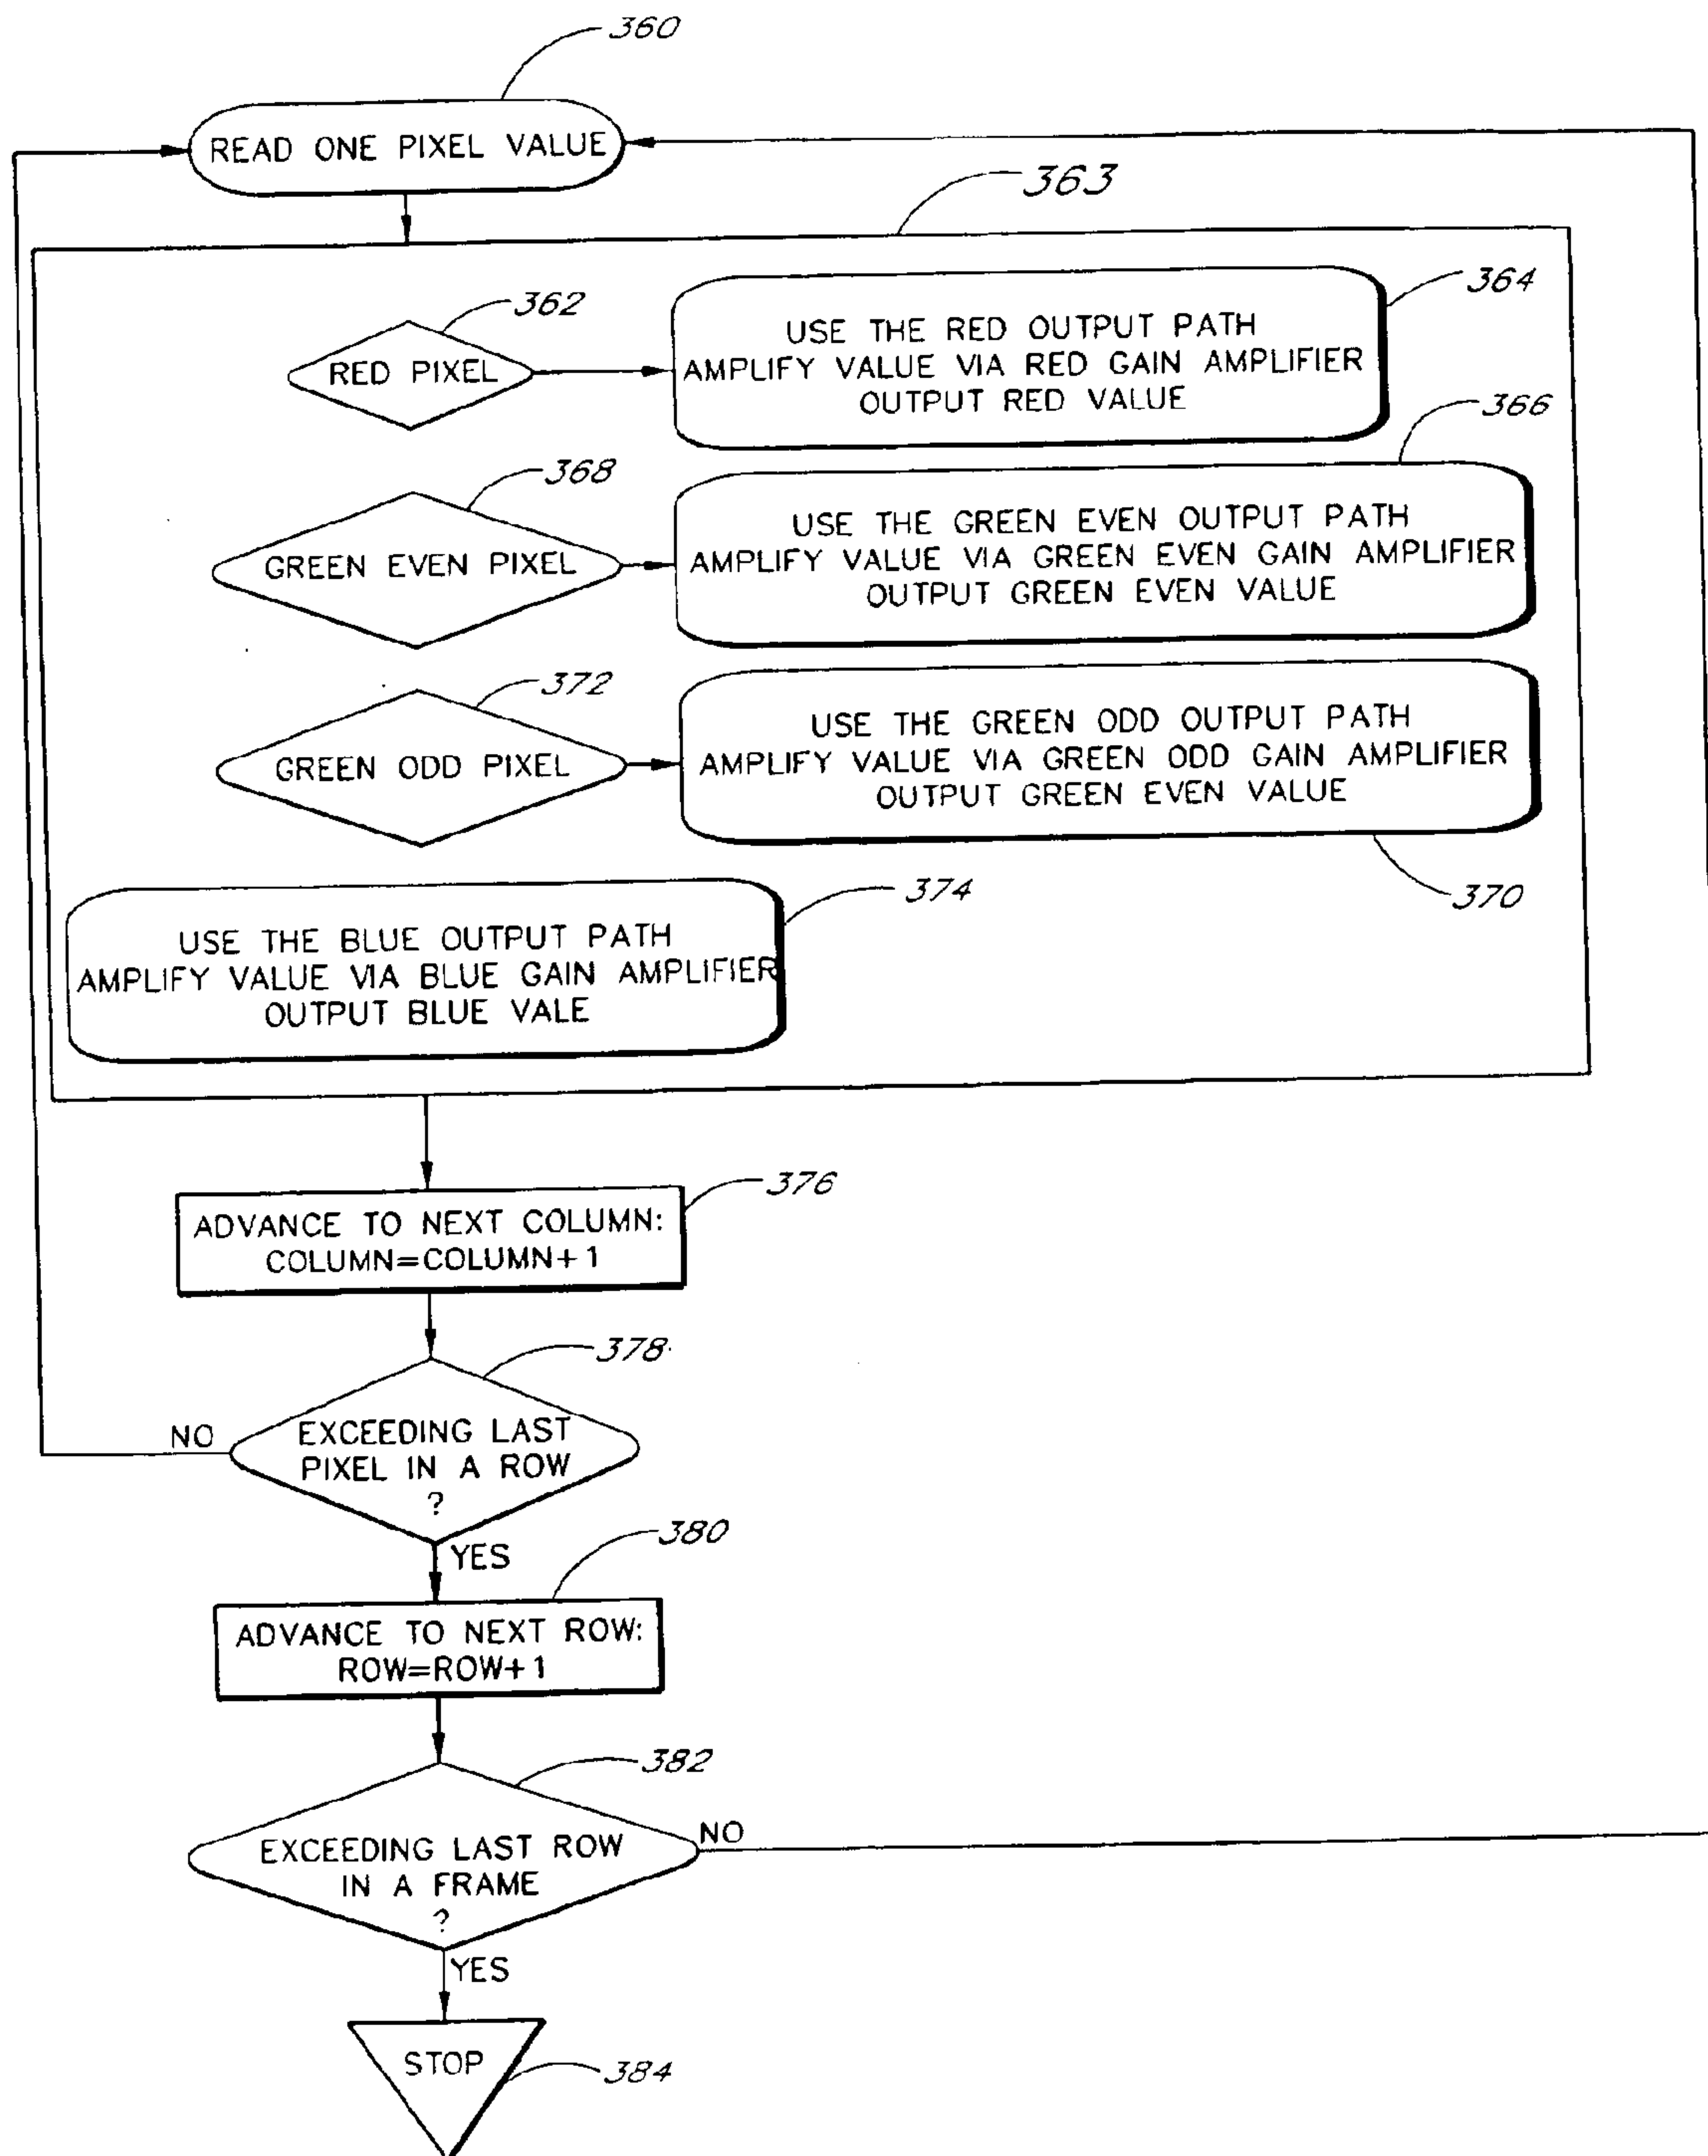 360
READ ONE PIXEL VALUE
363
362
RED PIXEL
364
USE THE RED OUTPUT PATH
AMPLIFY VALUE VIA RED GAIN AMPLIFIER
OUTPUT RED VALUE
366
368
GREEN EVEN PIXEL
USE THE GREEN EVEN OUTPUT PATH
AMPLIFY VALUE VIA GREEN EVEN GAIN AMPLIFIER
OUTPUT GREEN EVEN VALUE
372
GREEN ODD PIXEL
USE THE GREEN ODD OUTPUT PATH
AMPLIFY VALUE VIA GREEN ODD GAIN AMPLIFIER
OUTPUT GREEN EVEN VALUE
370
374
USE THE BLUE OUTPUT PATH
AMPLIFY VALUE VIA BLUE GAIN AMPLIFIER
OUTPUT BLUE VALE
376
ADVANCE TO NEXT COLUMN:
COLUMN=COLUMN+1
378
NO
EXCEEDING LAST
PIXEL IN A ROW
?
YES
380
ADVANCE TO NEXT ROW:
ROW=ROW+1
382
EXCEEDING LAST ROW
IN A FRAME
?
NO
YES
STOP
384